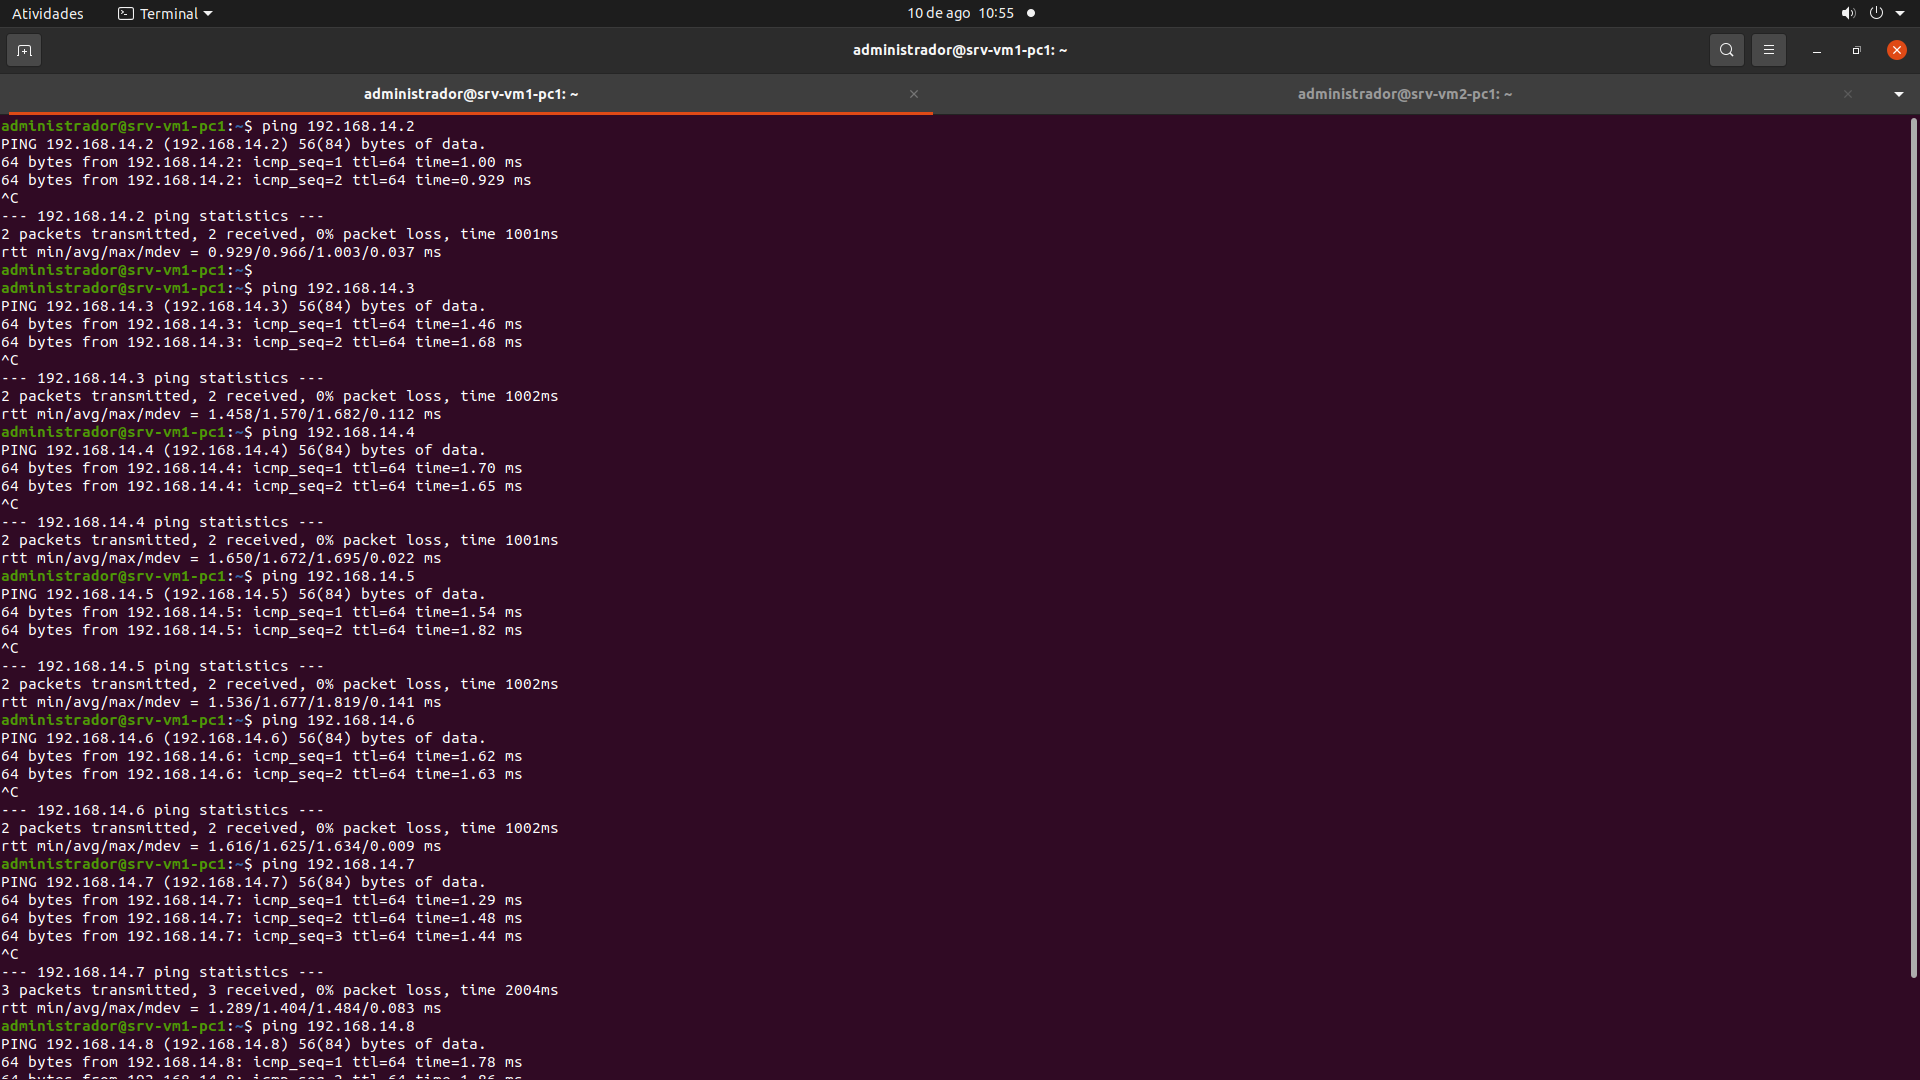 Atividades
Terminal
10 de ago 10:55
administrador@srv-vm1-pc1: ~
administrador@srv-vm1-pc1: ~
administrador@srv-vm2-pc1: ~
administrador@srv-vm1-pc1:~$ ping 192.168.14.2
PING 192.168.14.2 (192.168.14.2) 56(84) bytes of data.
64 bytes from 192.168.14.2: icmp_seq=1 ttl=64 time=1.00 ms
64 bytes from 192.168.14.2: icmp_seq=2 ttl=64 time=0.929 ms
^C
--- 192.168.14.2 ping statistics ---
2 packets transmitted, 2 received, 0% packet loss, time 1001ms
rtt min/avg/max/mdev = 0.929/0.966/1.003/0.037 ms
administrador@srv-vm1-pc1:~$
administrador@srv-vm1-pc1:~$ ping 192.168.14.3
PING 192.168.14.3 (192.168.14.3) 56(84) bytes of data.
64 bytes from 192.168.14.3: icmp_seq=1 ttl=64 time=1.46 ms
64 bytes from 192.168.14.3: icmp_seq=2 ttl=64 time=1.68 ms
^C
--- 192.168.14.3 ping statistics ---
2 packets transmitted, 2 received, 0% packet loss, time 1002ms
rtt min/avg/max/mdev = 1.458/1.570/1.682/0.112 ms
administrador@srv-vm1-pc1:~$ ping 192.168.14.4
PING 192.168.14.4 (192.168.14.4) 56(84) bytes of data.
64 bytes from 192.168.14.4: icmp_seq=1 ttl=64 time=1.70 ms
64 bytes from 192.168.14.4: icmp_seq=2 ttl=64 time=1.65 ms
^C
--- 192.168.14.4 ping statistics ---
2 packets transmitted, 2 received, 0% packet loss, time 1001ms
rtt min/avg/max/mdev = 1.650/1.672/1.695/0.022 ms
administrador@srv-vm1-pc1:~$ ping 192.168.14.5
PING 192.168.14.5 (192.168.14.5) 56(84) bytes of data.
64 bytes from 192.168.14.5: icmp_seq=1 ttl=64 time=1.54 ms
64 bytes from 192.168.14.5: icmp_seq=2 ttl=64 time=1.82 ms
^C
--- 192.168.14.5 ping statistics ---
2 packets transmitted, 2 received, 0% packet loss, time 1002ms
rtt min/avg/max/mdev = 1.536/1.677/1.819/0.141 ms
administrador@srv-vm1-pc1:~$ ping 192.168.14.6
PING 192.168.14.6 (192.168.14.6) 56(84) bytes of data.
64 bytes from 192.168.14.6: icmp_seq=1 ttl=64 time=1.62 ms
64 bytes from 192.168.14.6: icmp_seq=2 ttl=64 time=1.63 ms
^C
--- 192.168.14.6 ping statistics ---
2 packets transmitted, 2 received, 0% packet loss, time 1002ms
rtt min/avg/max/mdev = 1.616/1.625/1.634/0.009 ms
administrador@srv-vm1-pc1:~$ ping 192.168.14.7
PING 192.168.14.7 (192.168.14.7) 56(84) bytes of data.
64 bytes from 192.168.14.7: icmp_seq=1 ttl=64 time=1.29 ms
64 bytes from 192.168.14.7: icmp_seq=2 ttl=64 time=1.48 ms
64 bytes from 192.168.14.7: icmp_seq=3 ttl=64 time=1.44 ms
^C
--- 192.168.14.7 ping statistics ---
3 packets transmitted, 3 received, 0% packet loss, time 2004ms
rtt min/avg/max/mdev = 1.289/1.404/1.484/0.083 ms
administrador@srv-vm1-pc1:~$ ping 192.168.14.8
PING 192.168.14.8 (192.168.14.8) 56(84) bytes of data.
64 bytes from 192.168.14.8: icmp_seq=1 ttl=64 time=1.78 ms
64 bytes from 192.168.14.8: icmp_seq=2 ttl=64 time=1.86 ms